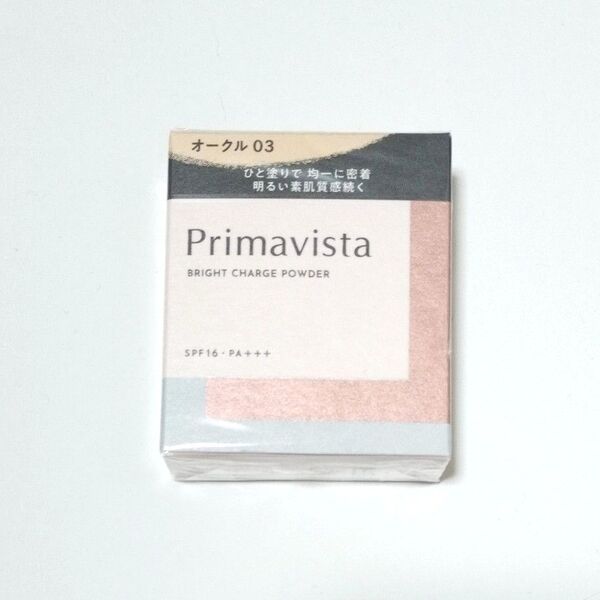 オークル 03
ひと塗りで 均一に密着
明るい素肌質感続く
Primavista
BRIGHT CHARGE POWDER
SPF16・PA+++